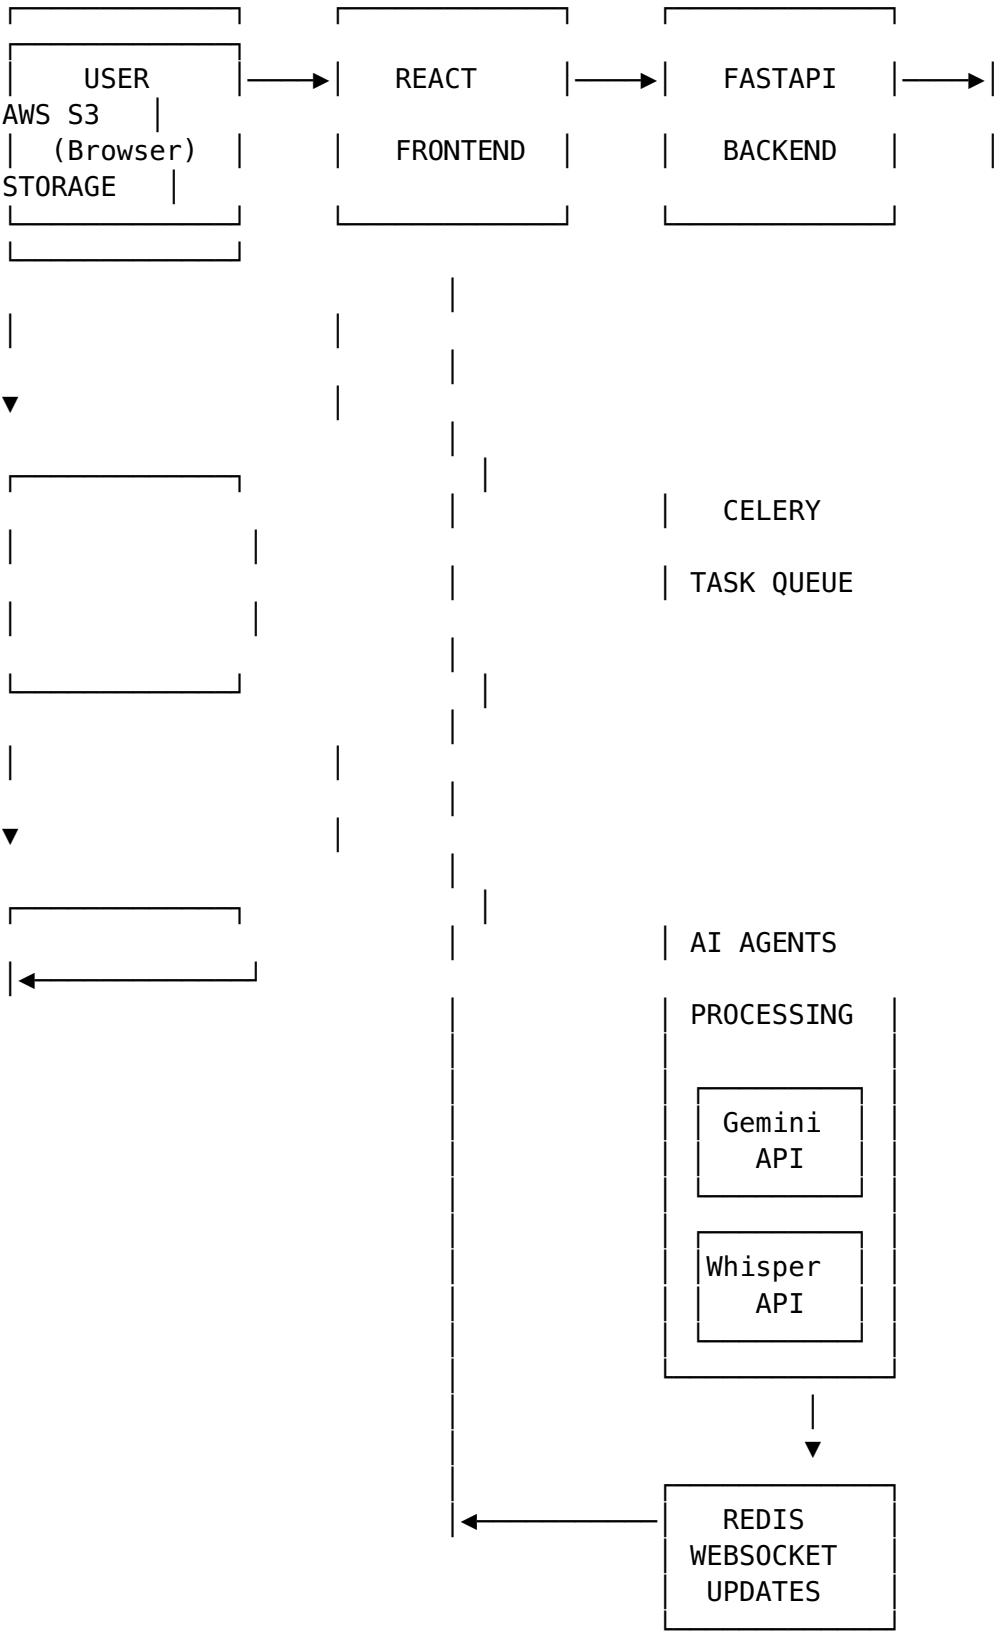 USER REACT FASTAPI
AWS S3
(Browser) FRONTEND BACKEND
STORAGE
CELERY
TASK QUEUE
AI AGENTS
PROCESSING
Gemini
API
Whisper
API
REDIS
WEBSOCKET
UPDATES